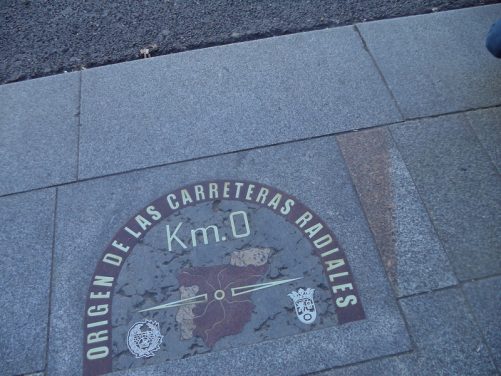 ORIGEN DE LAS CARRETERAS RADIALES
Km.0